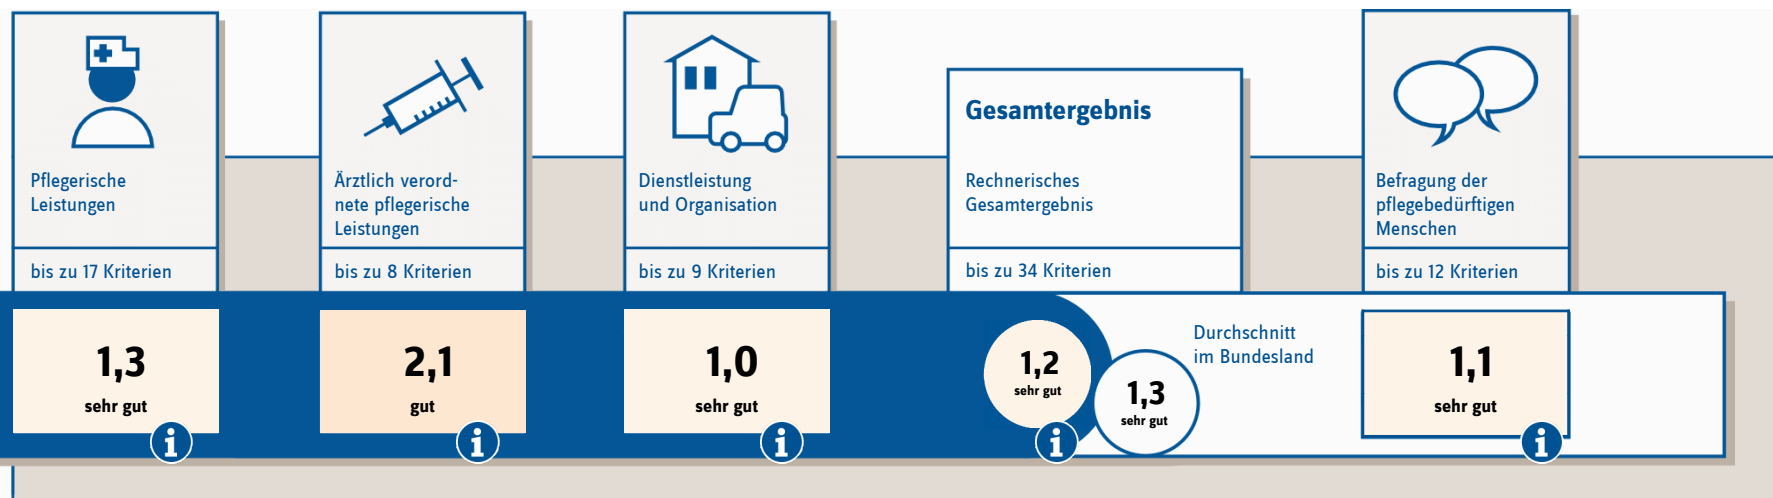 Pflegerische
Leistungen
bis zu 17 Kriterien
1,3
sehr gut
Ärztlich verord-
nete pflegerische
Leistungen
bis zu 8 Kriterien
2,1
gut
Dienstleistung
und Organisation
bis zu 9 Kriterien
1,0
sehr gut
Gesamtergebnis
Rechnerisches
Gesamtergebnis
bis zu 34 Kriterien
1,2
sehr gut
1,3
sehr gut
Durchschnitt
im Bundesland
Befragung der
pflegebedürftigen
Menschen
bis zu 12 Kriterien
1,1
sehr gut